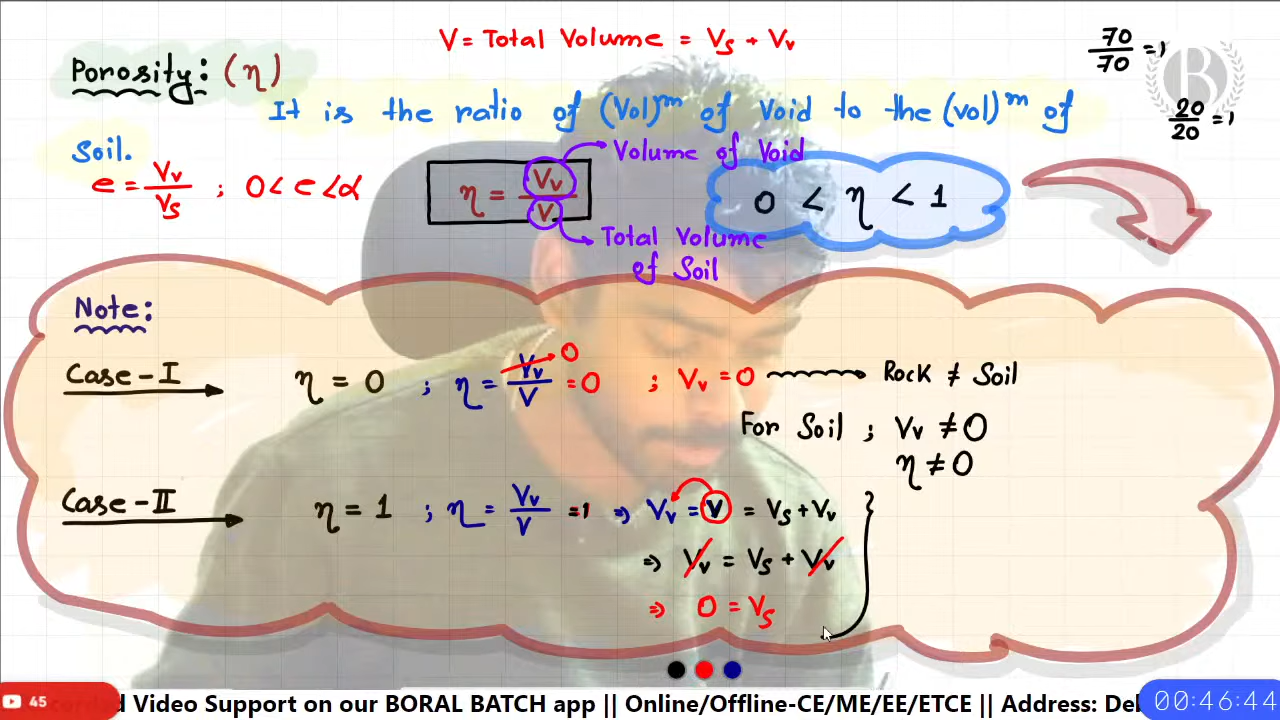 V = Total Volume = Vs + Vv
70/70 = 1
Porosity: (η)
It is the ratio of (Vol)ᵐ of Void to the (vol)ᵐ of
20/20 = 1
Soil.
e = Vv/Vs ; 0 < e < α
η = Vv/V
Volume of Void
Total Volume
of Soil
0 < η < 1
B
Note:
Case-I
η = 0 ; η = Vv/V = 0 ; Vv = 0
0
Rock ≠ Soil
For Soil ; Vv ≠ 0
η ≠ 0
Case-II
η = 1 ; η = Vv/V = 1 ⇒ Vv = V = Vs + Vv
⇒ Vv = Vs + Vv
⇒ 0 = Vs
45
Video Support on our BORAL BATCH app || Online/Offline-CE/ME/EE/ETCE || Address:
00:46:44